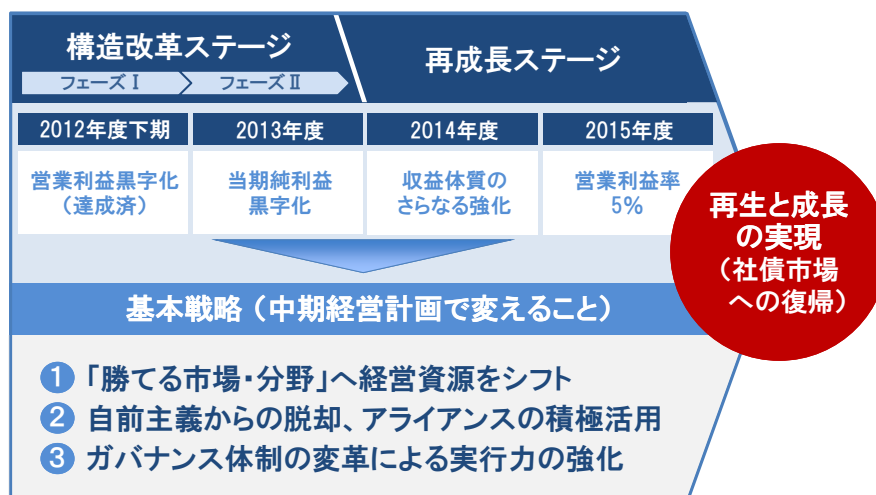 構造改革ステージ
フェーズⅠ
フェーズⅡ
再成長ステージ
2012年度下期
2013年度
2014年度
2015年度
営業利益黒字化
（達成済）
当期純利益
黒字化
収益体質の
さらなる強化
営業利益率
5%
再生と成長
の実現
（社債市場
への復帰）
基本戦略（中期経営計画で変えること）
1 「勝てる市場・分野」へ経営資源をシフト
2 自前主義からの脱却、アライアンスの積極活用
3 ガバナンス体制の変革による実行力の強化